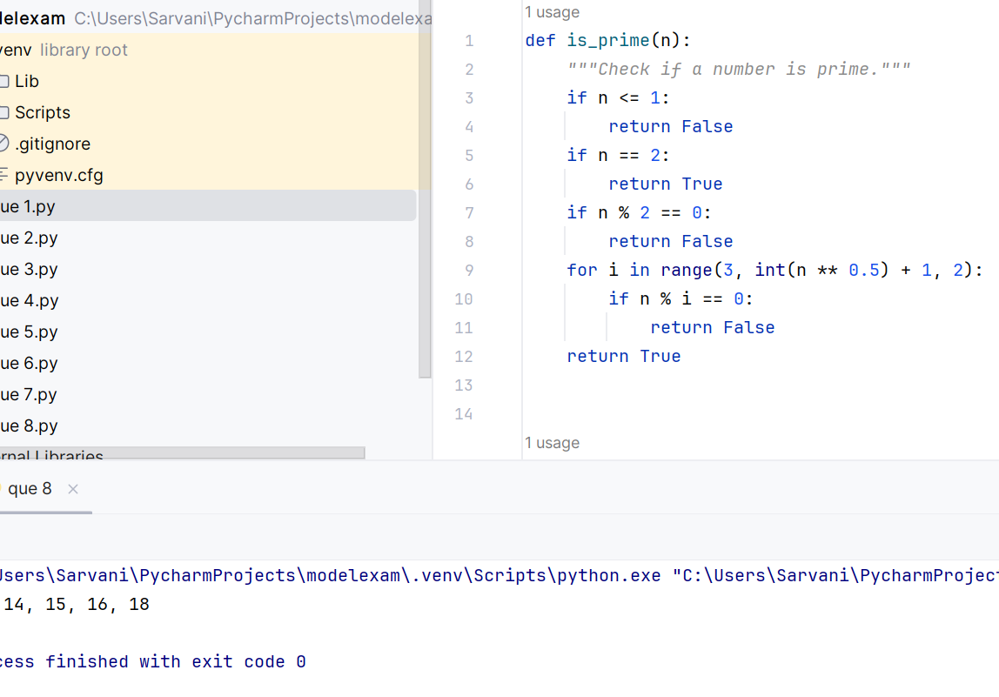 lelexam C:\Users\Sarvani\PycharmProjects\modelexa
venv library root
Lib
Scripts
.gitignore
pyvenv.cfg
ue 1.py
ue 2.py
ue 3.py
ue 4.py
ue 5.py
ue 6.py
ue 7.py
ue 8.py
rnal Libraries
1 usage
1 def is_prime(n):
2 """Check if a number is prime."""
3 if n <= 1:
4 return False
5 if n == 2:
6 return True
7 if n % 2 == 0:
8 return False
9 for i in range(3, int(n ** 0.5) + 1, 2):
10 if n % i == 0:
11 return False
12 return True
13
14
1 usage
que 8 ×
Users\Sarvani\PycharmProjects\modelexam\.venv\Scripts\python.exe "C:\Users\Sarvani\PycharmProject
14, 15, 16, 18
cess finished with exit code 0